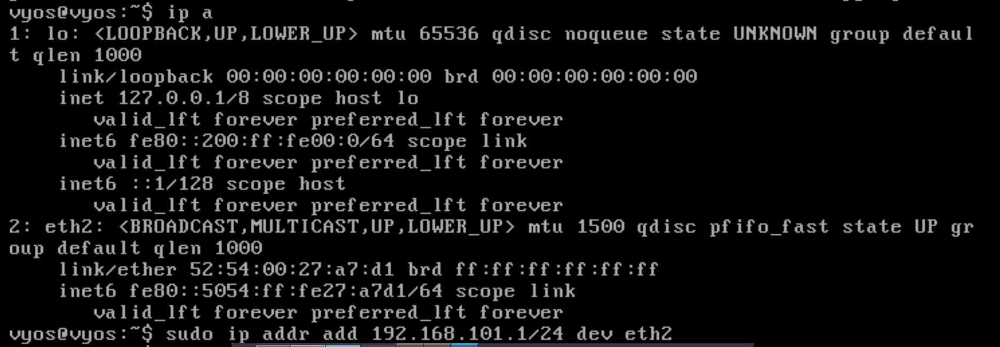 vyos@vyos:~$ ip a
1: lo: <LOOPBACK,UP,LOWER_UP> mtu 65536 qdisc noqueue state UNKNOWN group defaul
t qlen 1000
    link/loopback 00:00:00:00:00:00 brd 00:00:00:00:00:00
    inet 127.0.0.1/8 scope host lo
       valid_lft forever preferred_lft forever
    inet6 fe80::200:ff:fe00:0/64 scope link
       valid_lft forever preferred_lft forever
    inet6 ::1/128 scope host
       valid_lft forever preferred_lft forever
2: eth2: <BROADCAST,MULTICAST,UP,LOWER_UP> mtu 1500 qdisc pfifo_fast state UP gr
oup default qlen 1000
    link/ether 52:54:00:27:a7:d1 brd ff:ff:ff:ff:ff:ff
    inet6 fe80::5054:ff:fe27:a7d1/64 scope link
       valid_lft forever preferred_lft forever
vyos@vyos:~$ sudo ip addr add 192.168.101.1/24 dev eth2